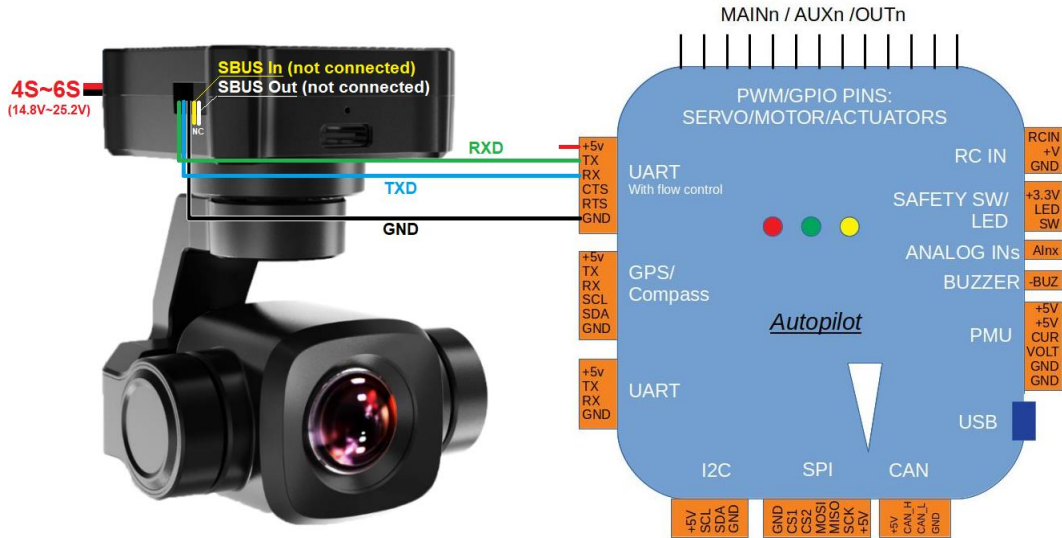 MAINn / AUXn /OUTn
SBUS In (not connected)
SBUS Out (not connected)
4S~6S
(14.8V~25.2V)
NC
RXD
TXD
GND
+5v
TX
RX
CTS
RTS
GND
UART
With flow control
+5v
TX
RX
SCL
SDA
GND
GPS/
Compass
+5v
TX
RX
GND
UART
PWM/GPIO PINS:
SERVO/MOTOR/ACTUATORS
Autopilot
RC IN
RCIN
+V
GND
SAFETY SW/
LED
+3.3V
LED
SW
ANALOG INs
AInx
BUZZER
-BUZ
PMU
+5V
+5V
CUR
VOLT
GND
GND
USB
I2C
SPI
CAN
+5V
SCL
SDA
GND
GND
CS1
CS2
MOSI
MISO
SCK
+5V
+5V
CAN_H
CAN_L
GND